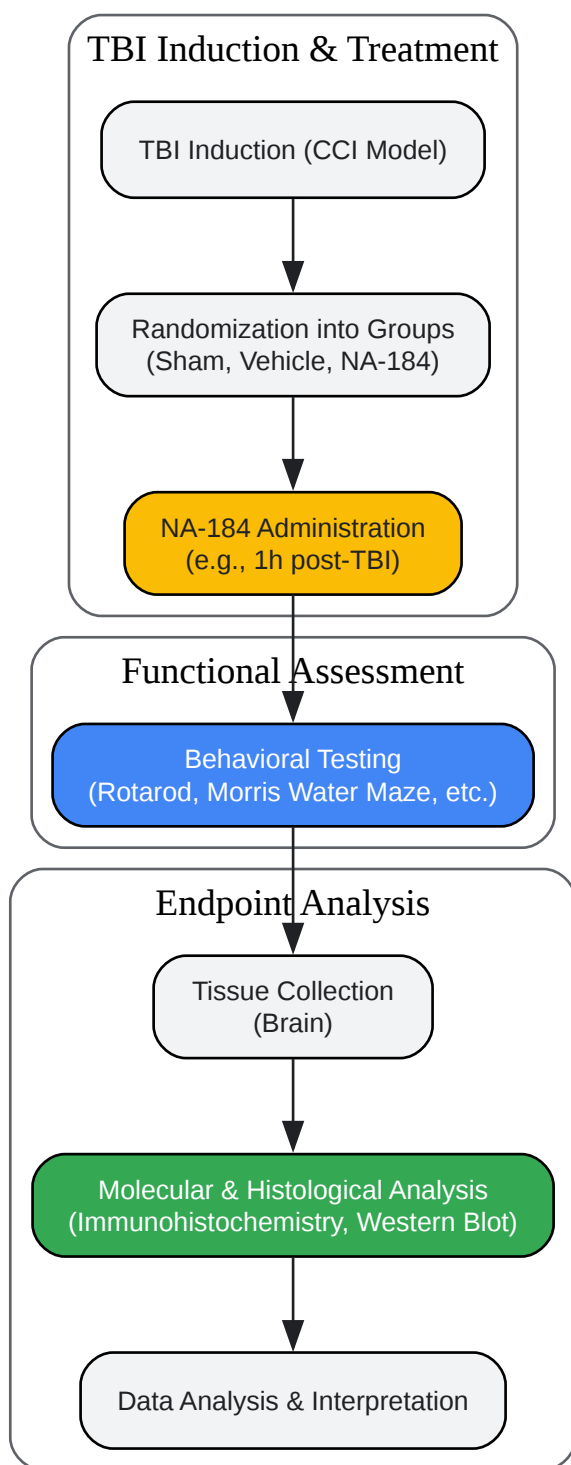 TBI Induction & Treatment
TBI Induction (CCI Model)
Randomization into Groups
(Sham, Vehicle, NA-184)
NA-184 Administration
(e.g., 1h post-TBI)
Functional Assessment
Behavioral Testing
(Rotarod, Morris Water Maze, etc.)
Endpoint Analysis
Tissue Collection
(Brain)
Molecular & Histological Analysis
(Immunohistochemistry, Western Blot)
Data Analysis & Interpretation